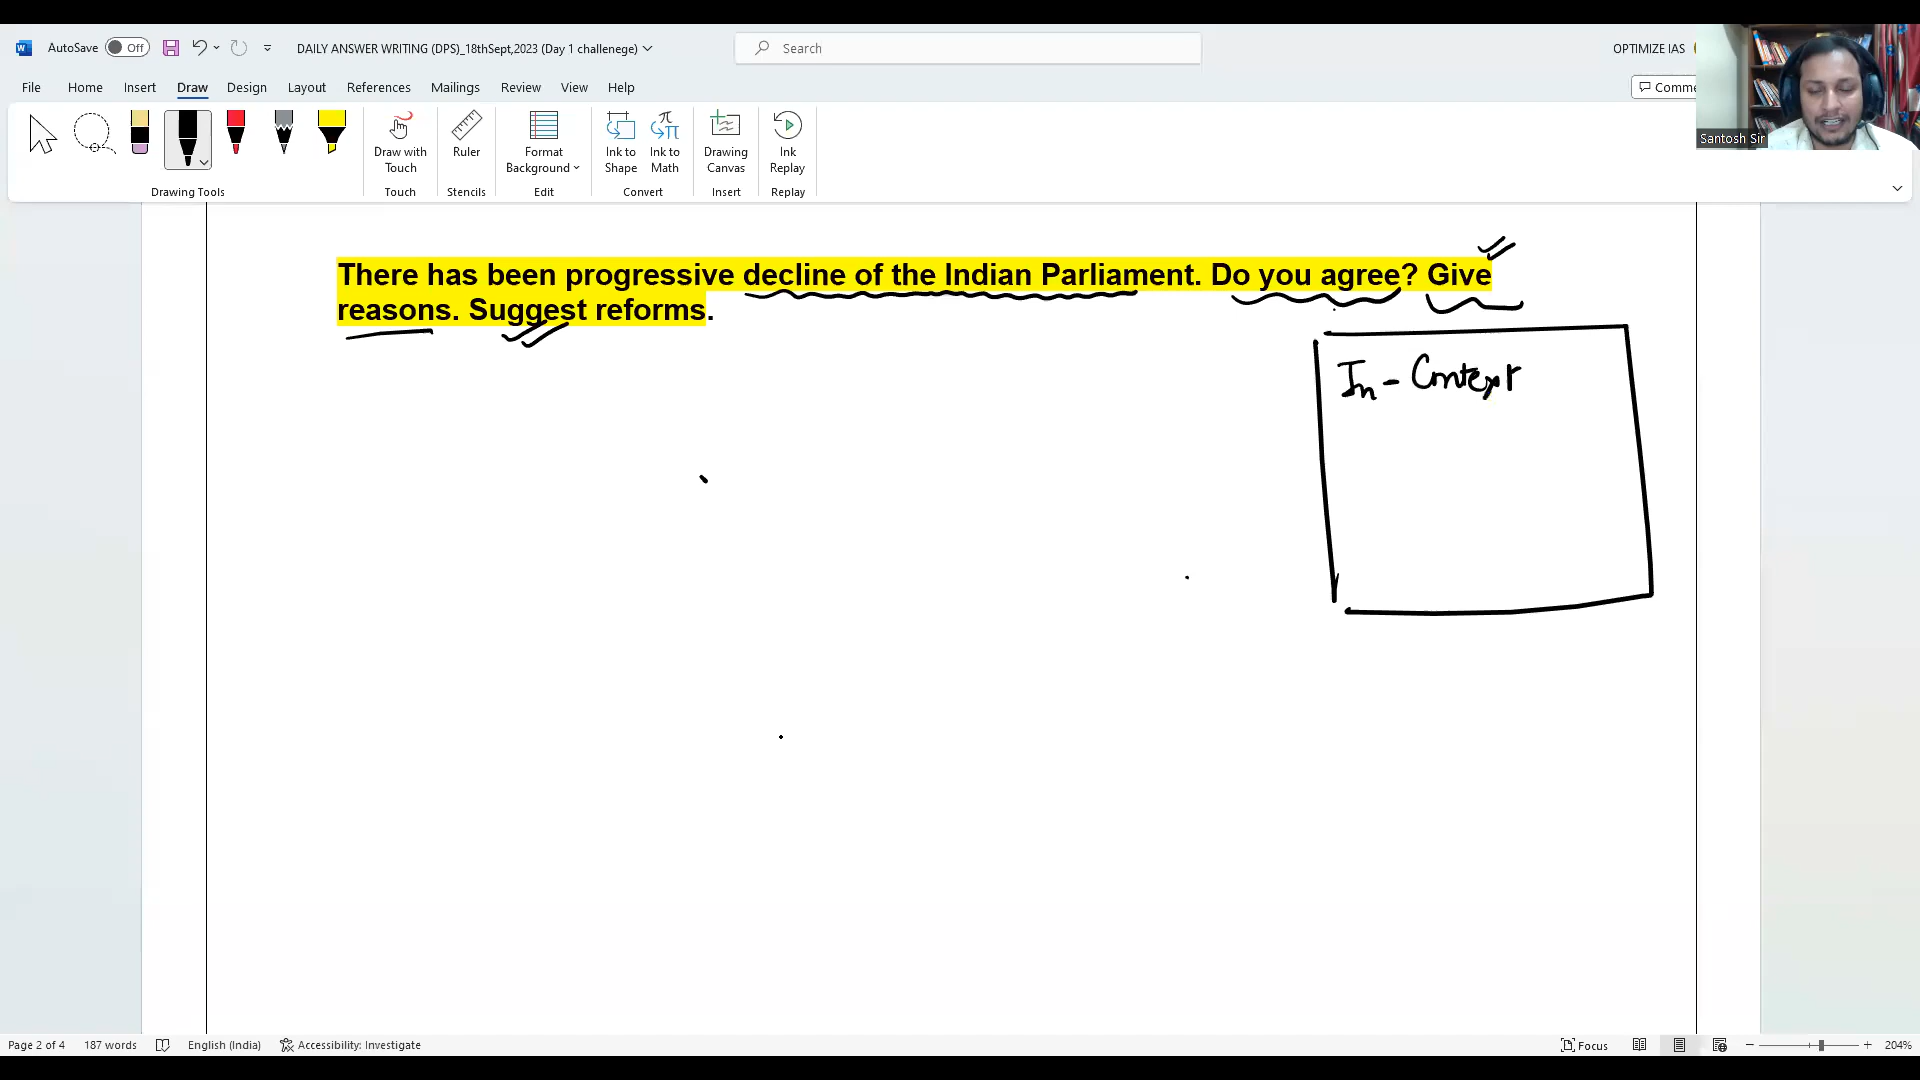 AutoSave Off DAILY ANSWER WRITING (DPS)_18thSept,2023 (Day 1 challenege) Search OPTIMIZE IAS
File Home Insert Draw Design Layout References Mailings Review View Help Comme
Draw with Touch Ruler Format Background Ink to Shape Ink to Math Drawing Canvas Ink Replay
Santosh Sir
Drawing Tools Touch Stencils Edit Convert Insert Replay
There has been progressive decline of the Indian Parliament. Do you agree? Give
reasons. Suggest reforms.
In - Context
Page 2 of 4 187 words English (India) Accessibility: Investigate Focus 204%